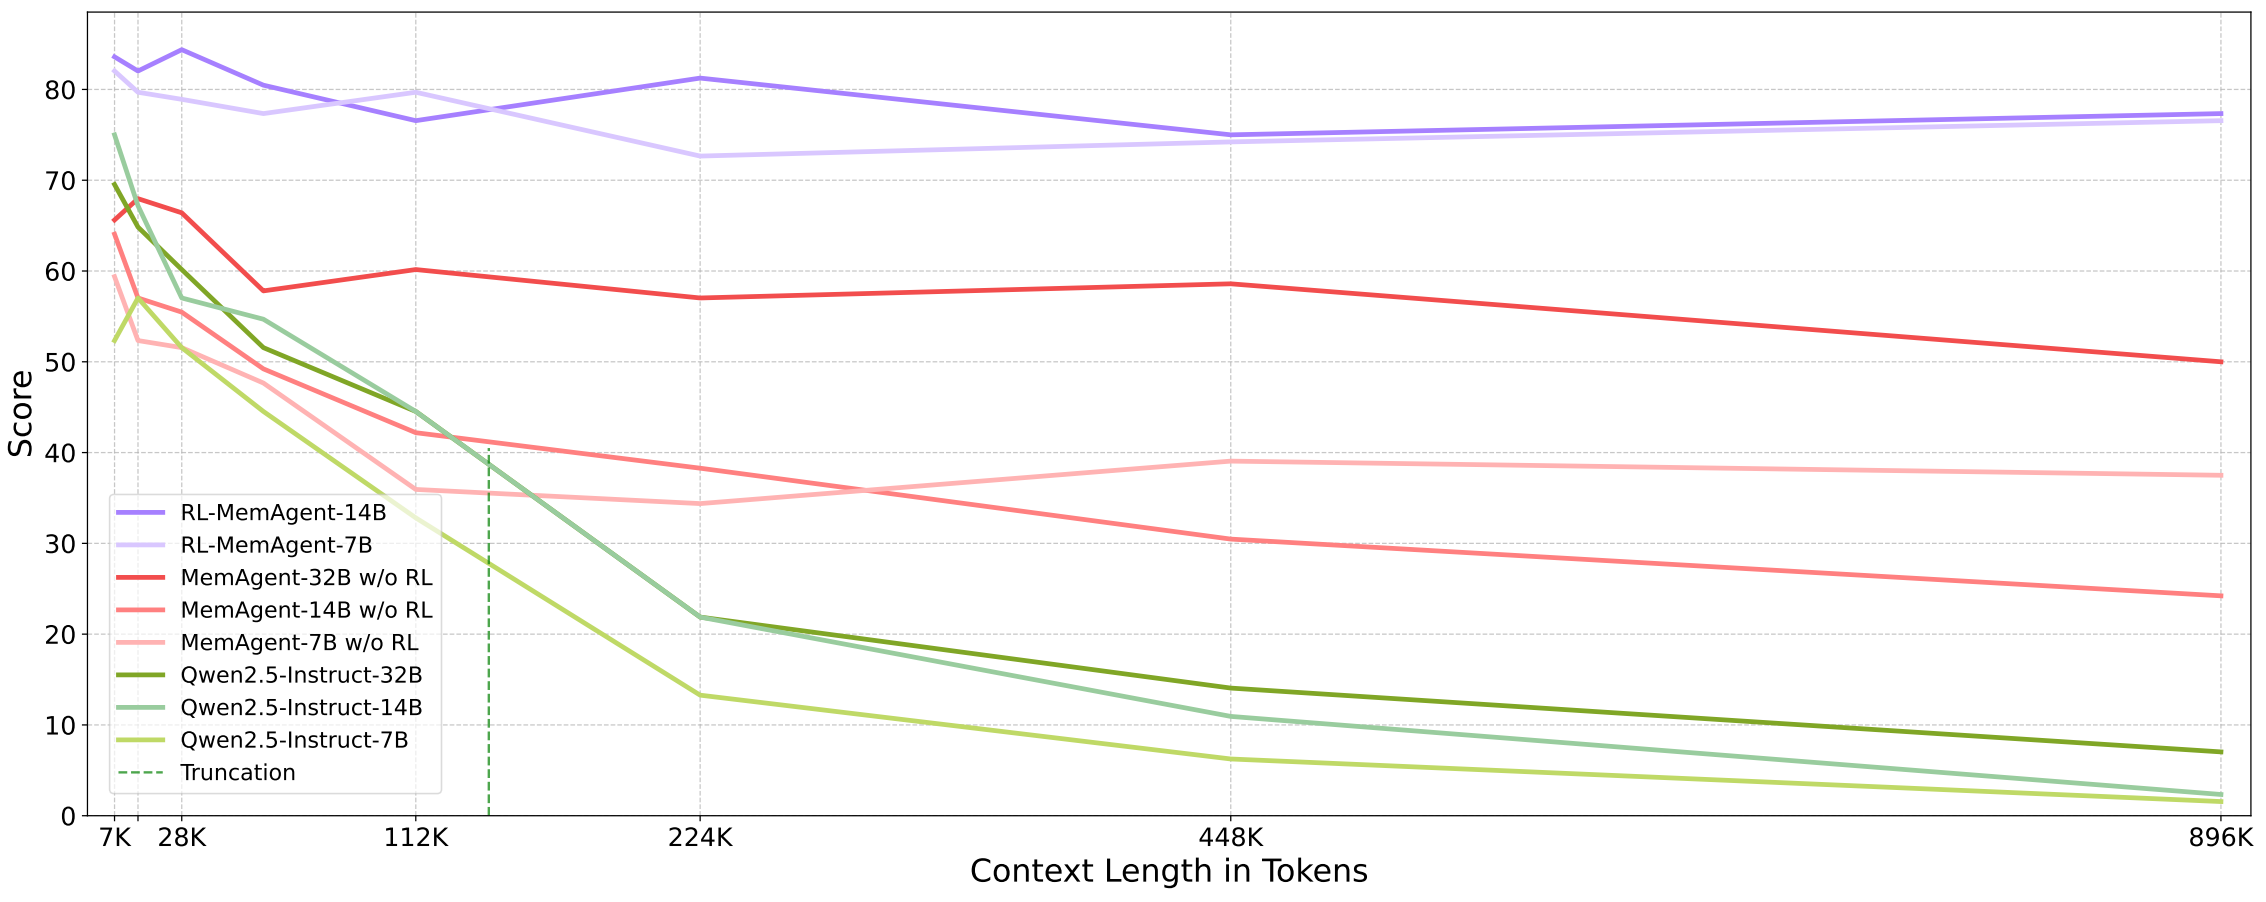 80
70
60
50
40
30
20
10
0
Score
RL-MemAgent-14B
RL-MemAgent-7B
MemAgent-32B w/o RL
MemAgent-14B w/o RL
MemAgent-7B w/o RL
Qwen2.5-Instruct-32B
Qwen2.5-Instruct-14B
Qwen2.5-Instruct-7B
Truncation
7K 28K 112K 224K 448K 896K
Context Length in Tokens